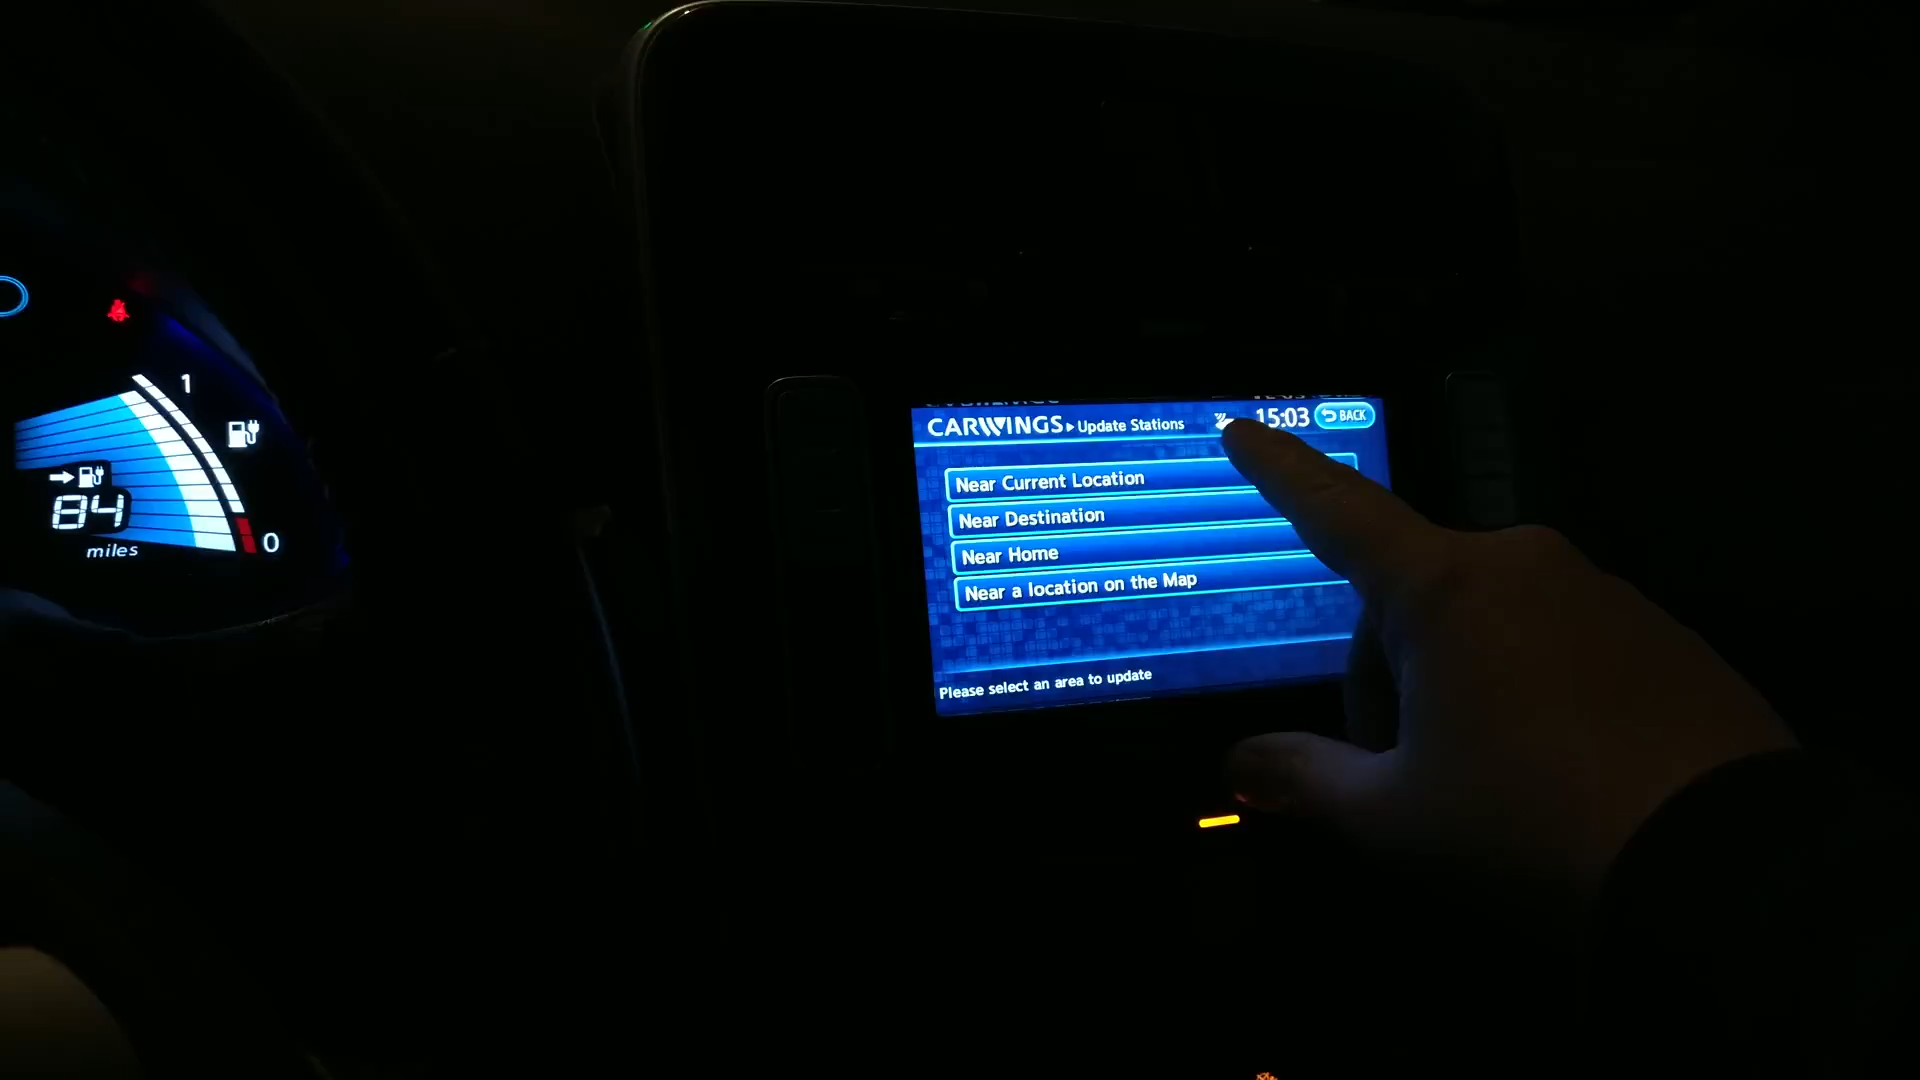 1
84
miles
0
CARWINGS ▸ Update Stations 15:03 BACK
Near Current Location
Near Destination
Near Home
Near a location on the Map
Please select an area to update